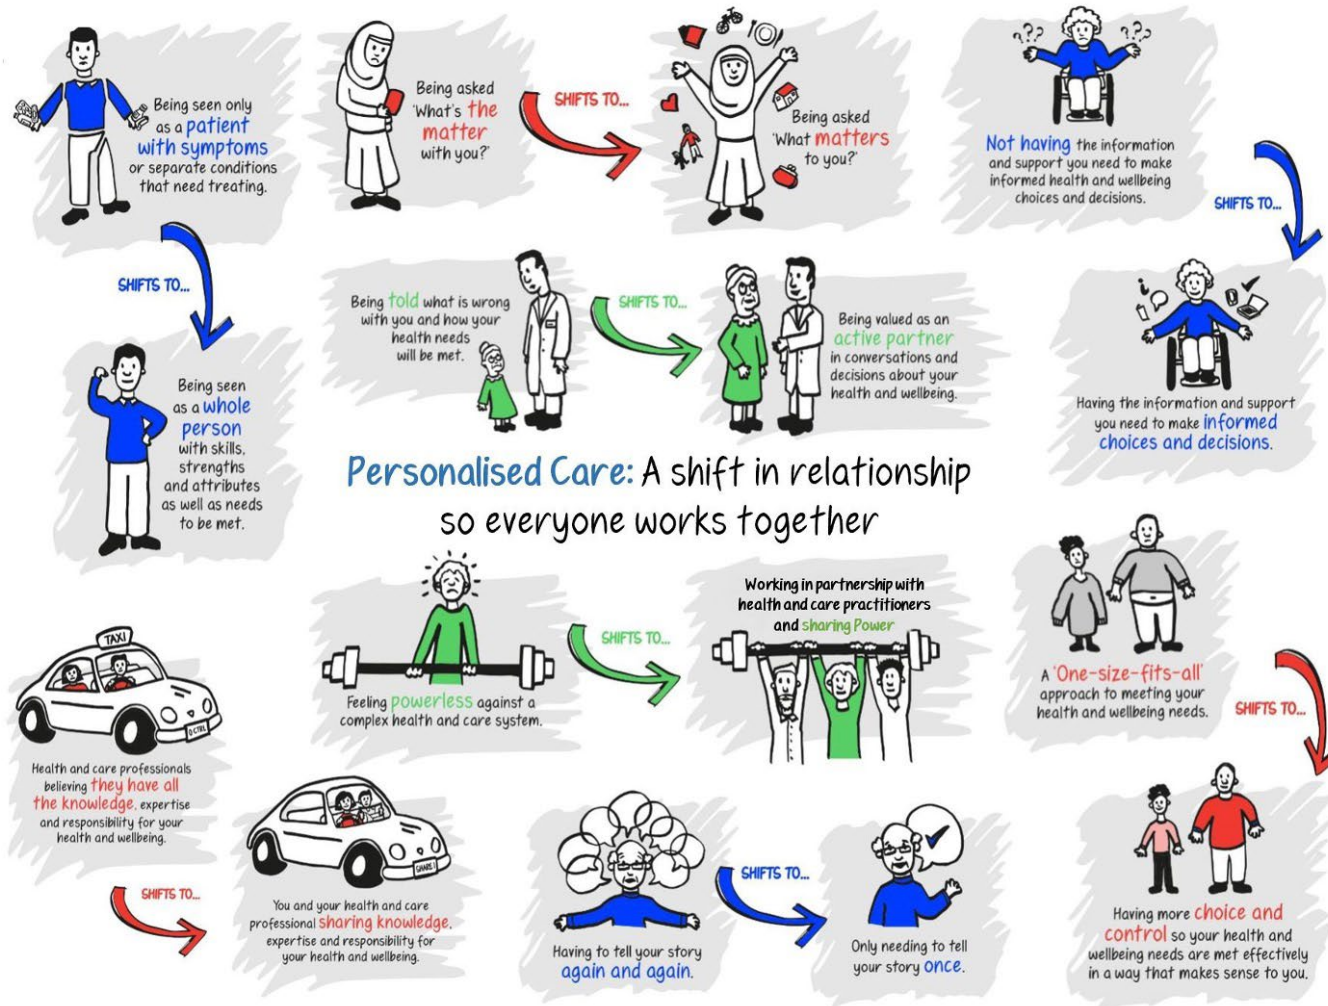 Being seen only
as a patient
with symptoms
or separate conditions
that need treating.
SHIFTS TO...
Being seen
as a whole
person
with skills,
strengths
and attributes
as well as needs
to be met.
Being asked
'What's the
matter
with you?'
SHIFTS TO...
Being asked
'What matters
to you?'
???
???
Not having the information
and support you need to make
informed health and wellbeing
choices and decisions.
SHIFTS TO...
i
Having the information and support
you need to make informed
choices and decisions.
Being told what is wrong
with you and how your
health needs
will be met.
SHIFTS TO...
Being valued as an
active partner
in conversations and
decisions about your
health and wellbeing.
Personalised Care: A shift in relationship
so everyone works together
Feeling powerless against a
complex health and care system.
SHIFTS TO...
Working in partnership with
health and care practitioners
and sharing Power
A 'One-size-fits-all'
approach to meeting your
health and wellbeing needs.
SHIFTS TO...
Having more choice and
control so your health and
wellbeing needs are met effectively
in a way that makes sense to you.
TAXI
Health and care professionals
believing they have all
the knowledge, expertise
and responsibility for your
health and wellbeing.
SHIFTS TO...
You and your health and care
professional sharing knowledge,
expertise and responsibility for
your health and wellbeing.
Having to tell your story
again and again.
SHIFTS TO...
Only needing to tell
your story once.